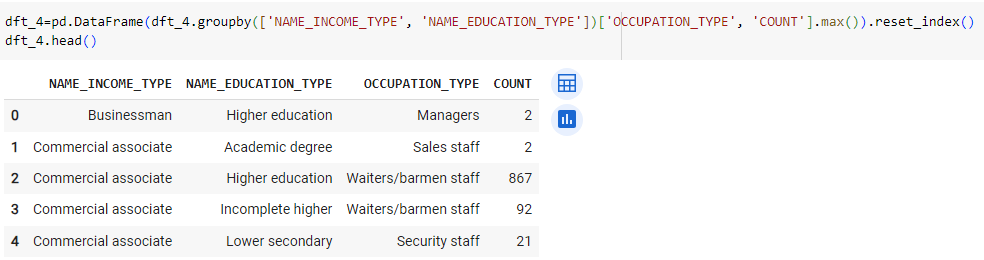 dft_4=pd.DataFrame(dft_4.groupby(['NAME_INCOME_TYPE', 'NAME_EDUCATION_TYPE'])['OCCUPATION_TYPE', 'COUNT'].max()).reset_index()
dft_4.head()
NAME_INCOME_TYPE NAME_EDUCATION_TYPE OCCUPATION_TYPE COUNT
0 Businessman Higher education Managers 2
1 Commercial associate Academic degree Sales staff 2
2 Commercial associate Higher education Waiters/barmen staff 867
3 Commercial associate Incomplete higher Waiters/barmen staff 92
4 Commercial associate Lower secondary Security staff 21